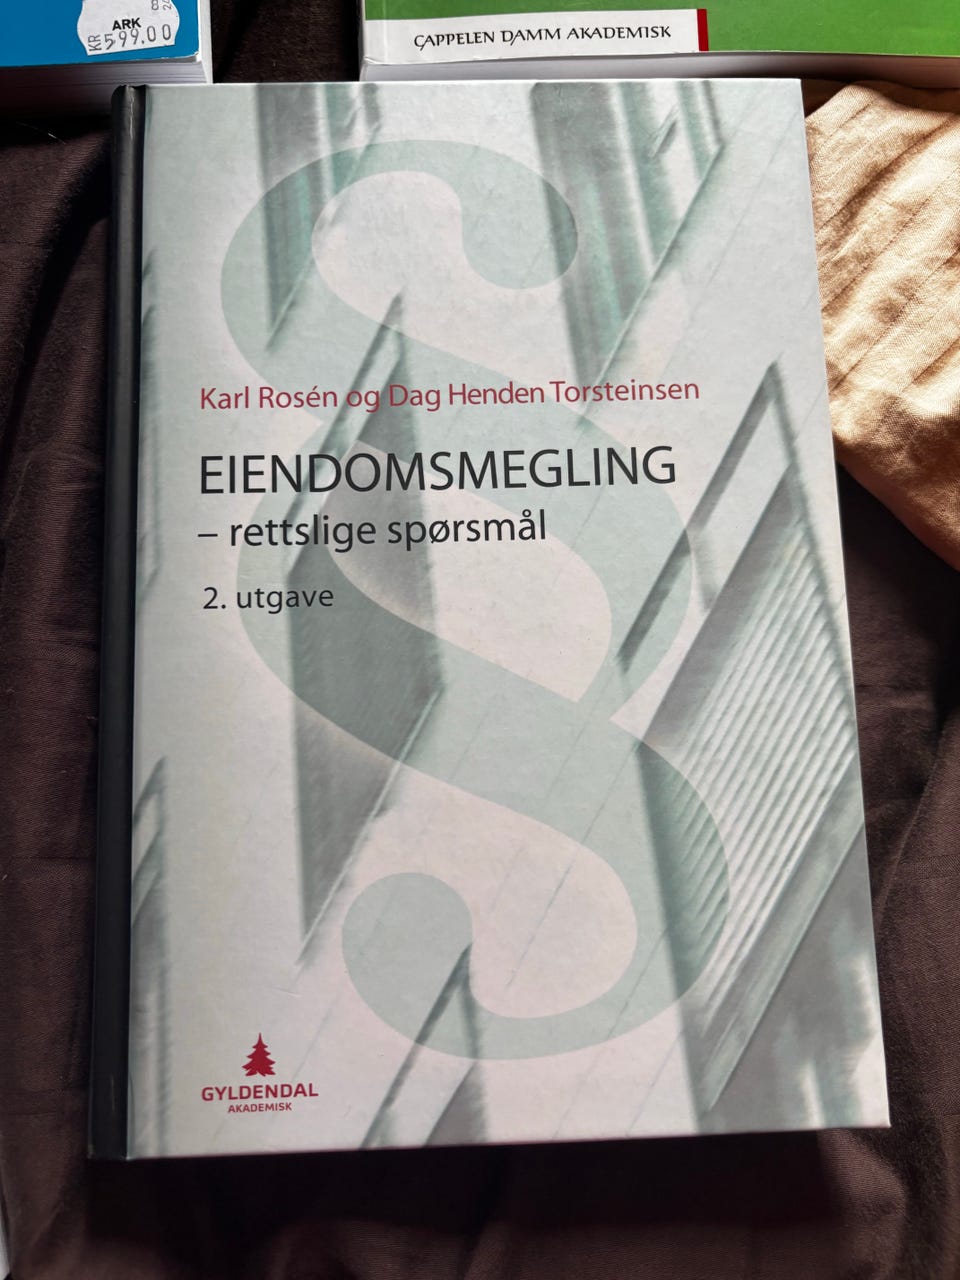 ARK
KR 599.00
CAPPELEN DAMM AKADEMISK
§
Karl Rosén og Dag Henden Torsteinsen
EIENDOMSMEGLING
– rettslige spørsmål
2. utgave
GYLDENDAL
AKADEMISK